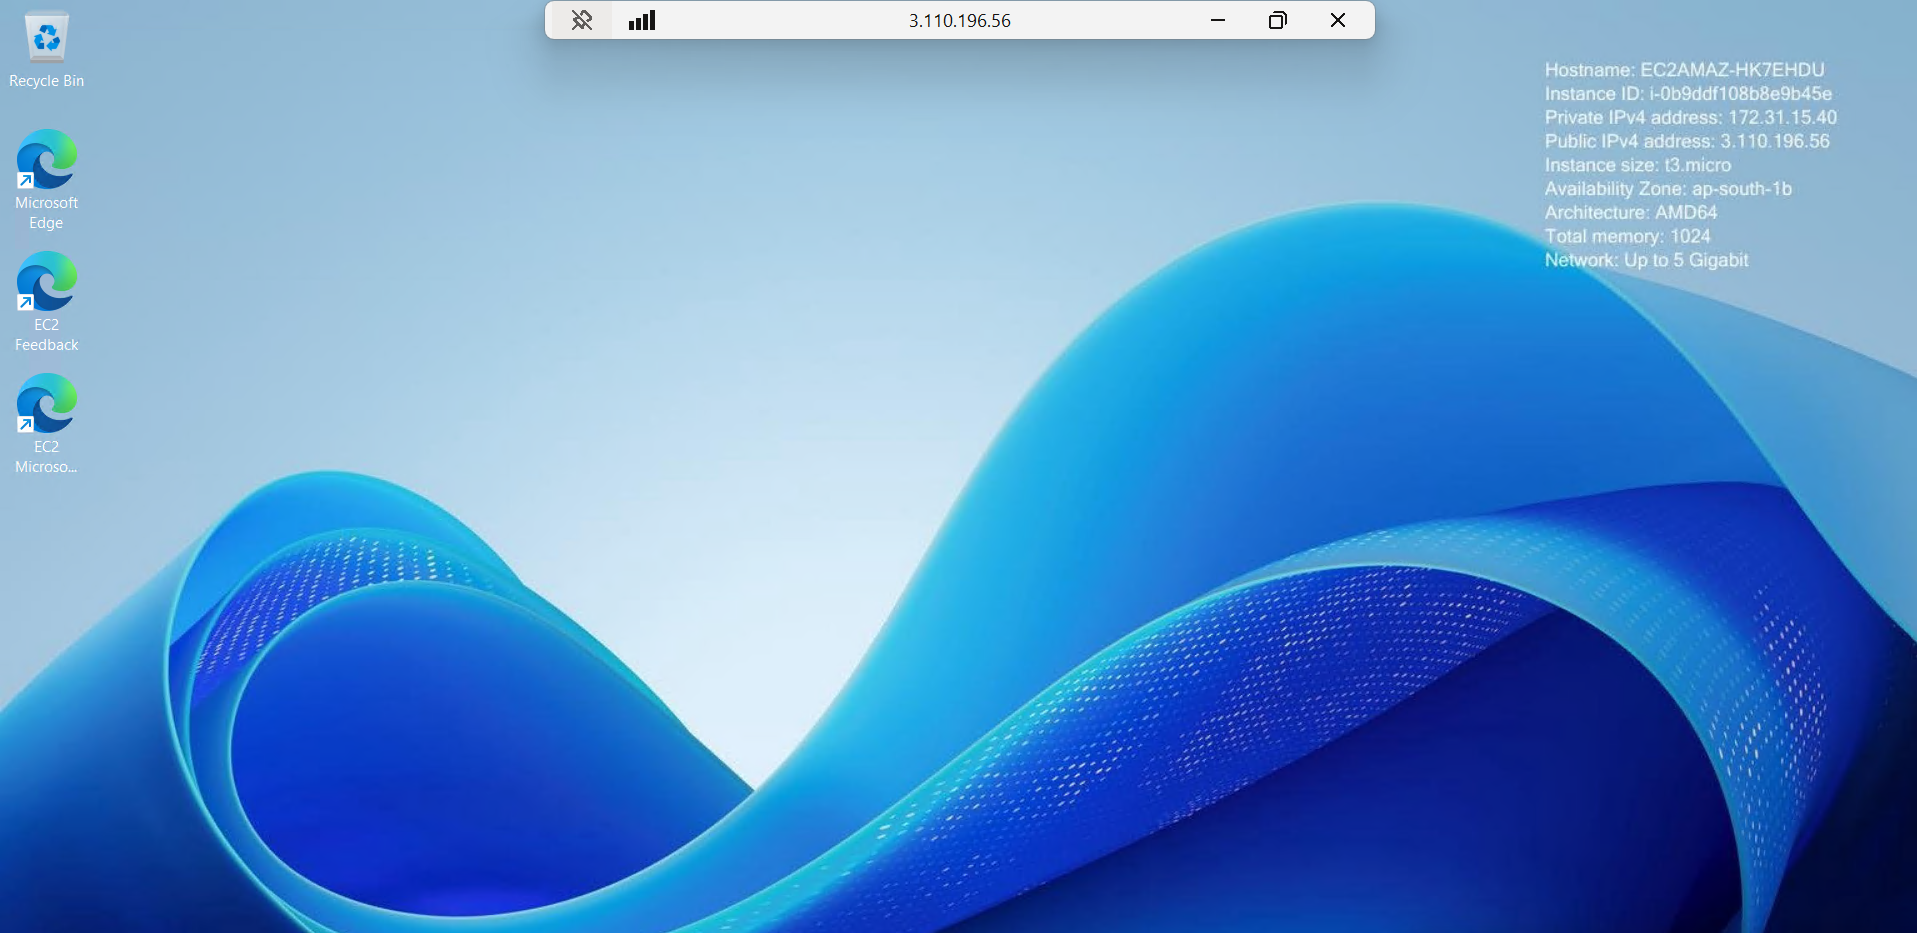 3.110.196.56
Recycle Bin
Microsoft
Edge
EC2
Feedback
EC2
Microso...
Hostname: EC2AMAZ-HK7EHDU
Instance ID: i-0b9ddf108b8e9b45e
Private IPv4 address: 172.31.15.40
Public IPv4 address: 3.110.196.56
Instance size: t3.micro
Availability Zone: ap-south-1b
Architecture: AMD64
Total memory: 1024
Network: Up to 5 Gigabit